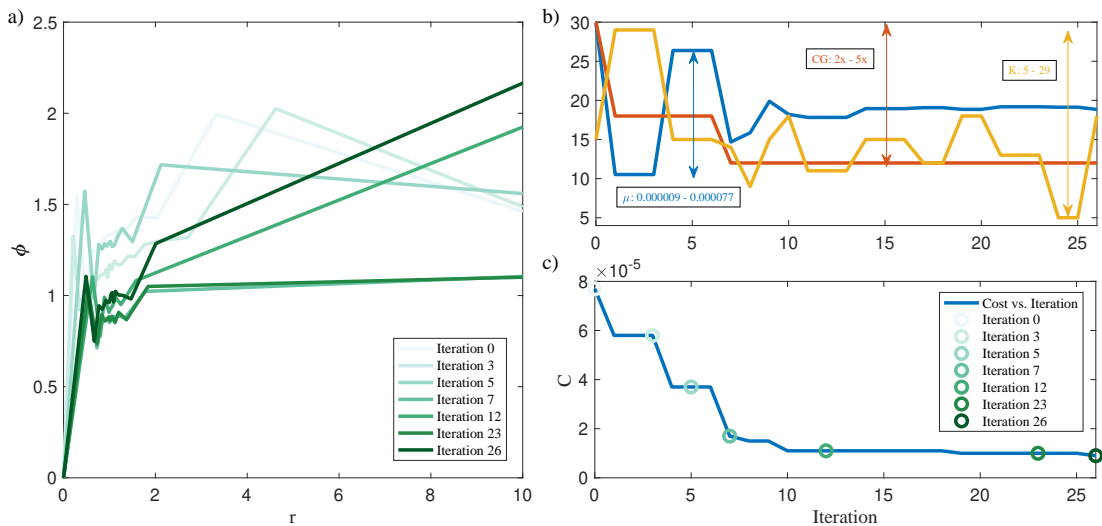 a)
2.5
2
1.5
1
0.5
0
ϕ
0 2 4 6 8 10
r
Iteration 0
Iteration 3
Iteration 5
Iteration 7
Iteration 12
Iteration 23
Iteration 26
b)
30
25
20
15
10
5
0 5 10 15 20 25
CG: 2x - 5x
K: 5 - 29
μ: 0.000009 - 0.000077
c)
×10-5
8
6
4
2
0
C
0 5 10 15 20 25
Iteration
Cost vs. Iteration
Iteration 0
Iteration 3
Iteration 5
Iteration 7
Iteration 12
Iteration 23
Iteration 26